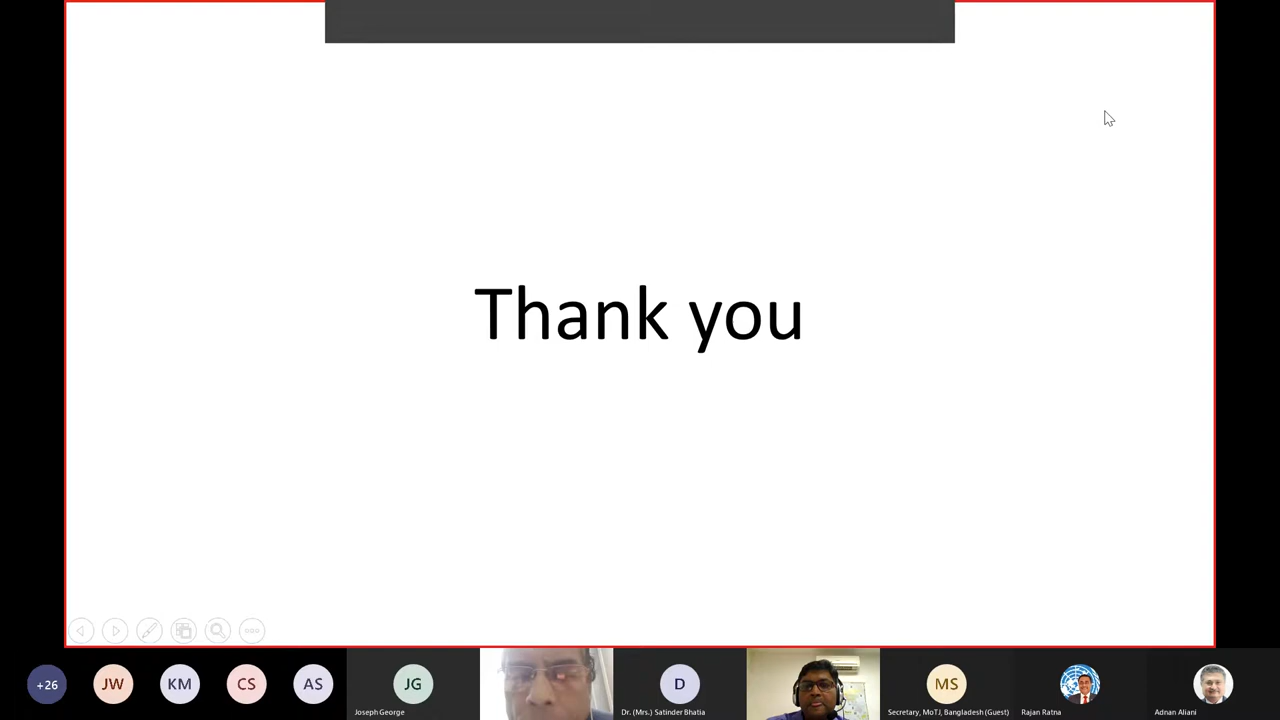 Thank you
+26
JW
KM
CS
AS
JG
Joseph George
D
Dr. (Mrs.) Satinder Bhatia
MS
Secretary, MoTJ, Bangladesh (Guest)
Rajan Ratna
Adnan Aliani